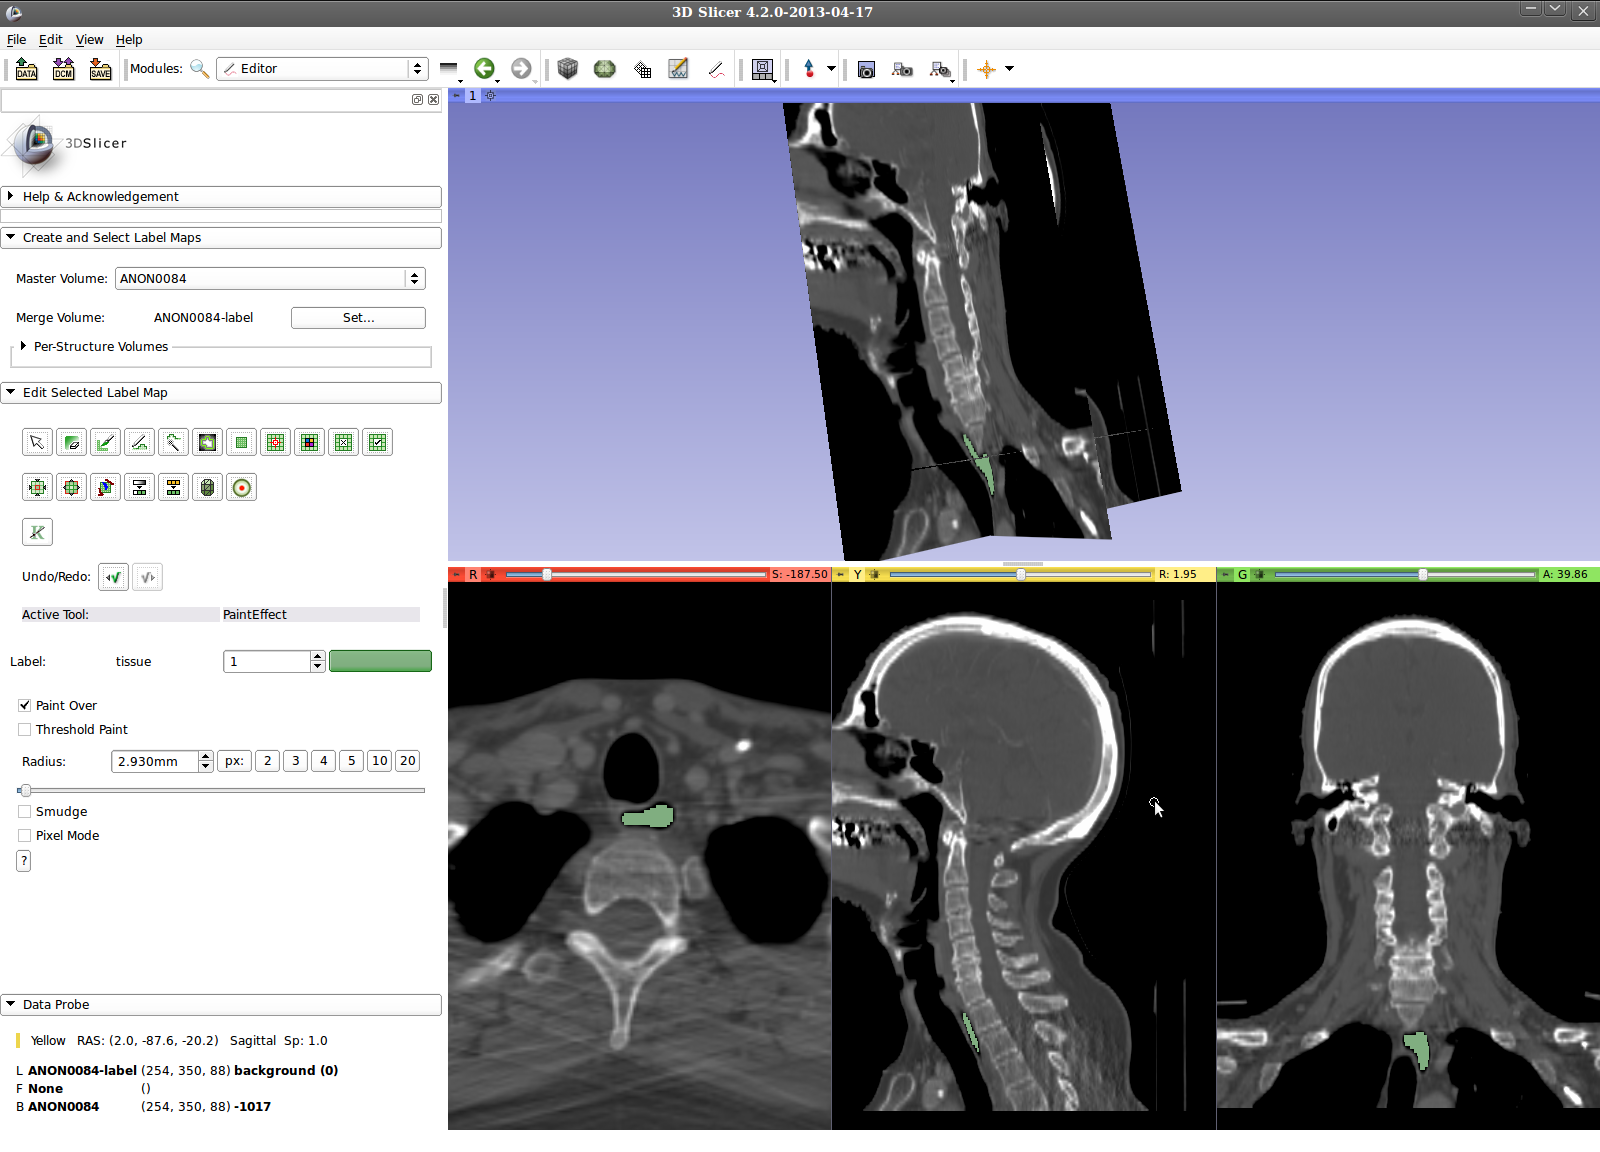 3D Slicer 4.2.0-2013-04-17
File Edit View Help
DATA DCM SAVE Modules: Editor
1
3DSlicer
Help & Acknowledgement
Create and Select Label Maps
Master Volume: ANON0084
Merge Volume: ANON0084-label Set...
Per-Structure Volumes
Edit Selected Label Map
Undo/Redo:
Active Tool: PaintEffect
Label: tissue 1
Paint Over
Threshold Paint
Radius: 2.930mm px: 2 3 4 5 10 20
Smudge
Pixel Mode
?
Data Probe
Yellow RAS: (2.0, -87.6, -20.2) Sagittal Sp: 1.0
L ANON0084-label (254, 350, 88) background (0)
F None ()
B ANON0084 (254, 350, 88) -1017
R S: -187.50
Y R: 1.95
G A: 39.86